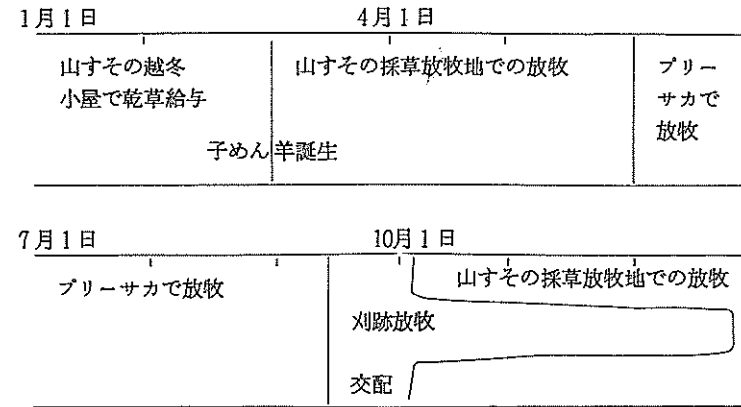 1月1日 4月1日
山すその越冬 山すその採草放牧地での放牧 プリー
小屋で乾草給与 サカで
放牧
子めん羊誕生
7月1日 10月1日
プリーサカで放牧 山すその採草放牧地での放牧
刈跡放牧
交配